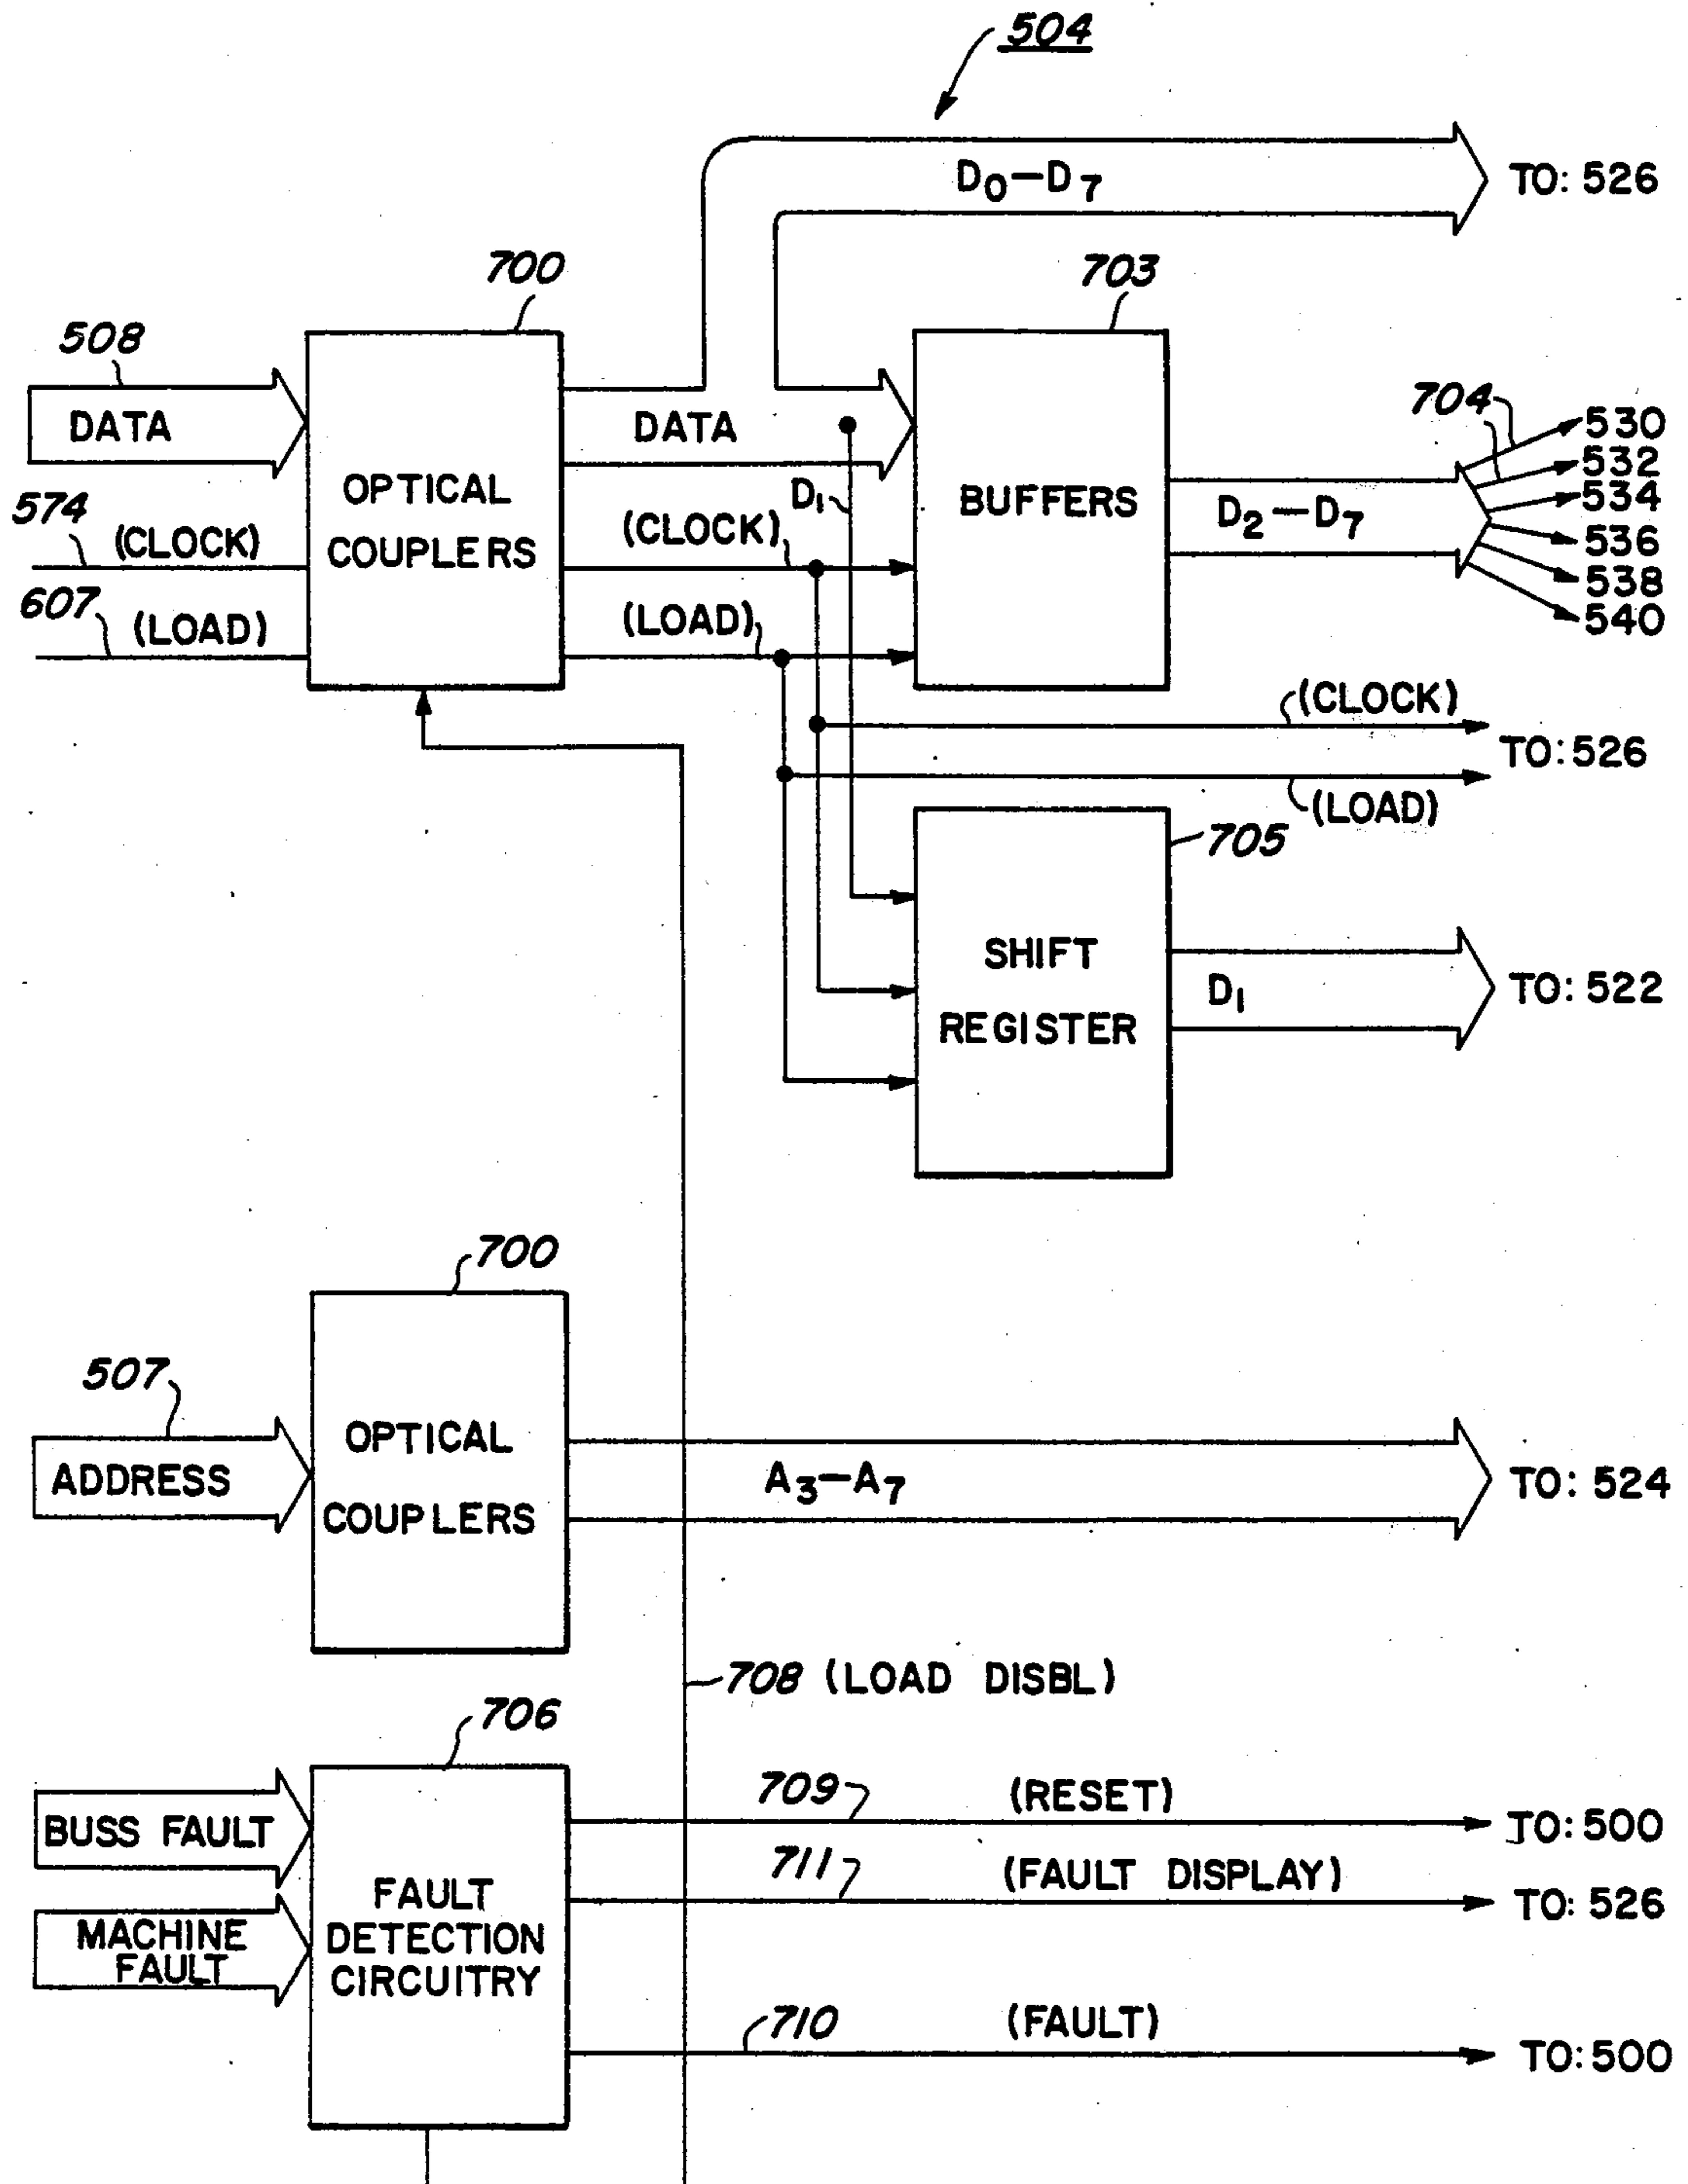 504
D0–D7
TO: 526
700
703
508
DATA
DATA
OPTICAL
COUPLERS
BUFFERS
704
530
532
534
536
538
540
D2–D7
D1
574
(CLOCK)
(CLOCK)
607
(LOAD)
(LOAD)
(CLOCK)
TO: 526
(LOAD)
705
SHIFT
REGISTER
D1
TO: 522
700
507
ADDRESS
OPTICAL
COUPLERS
A3–A7
TO: 524
708 (LOAD DISBL)
706
BUSS FAULT
MACHINE
FAULT
FAULT
DETECTION
CIRCUITRY
709
(RESET)
TO: 500
711
(FAULT DISPLAY)
TO: 526
710
(FAULT)
TO: 500